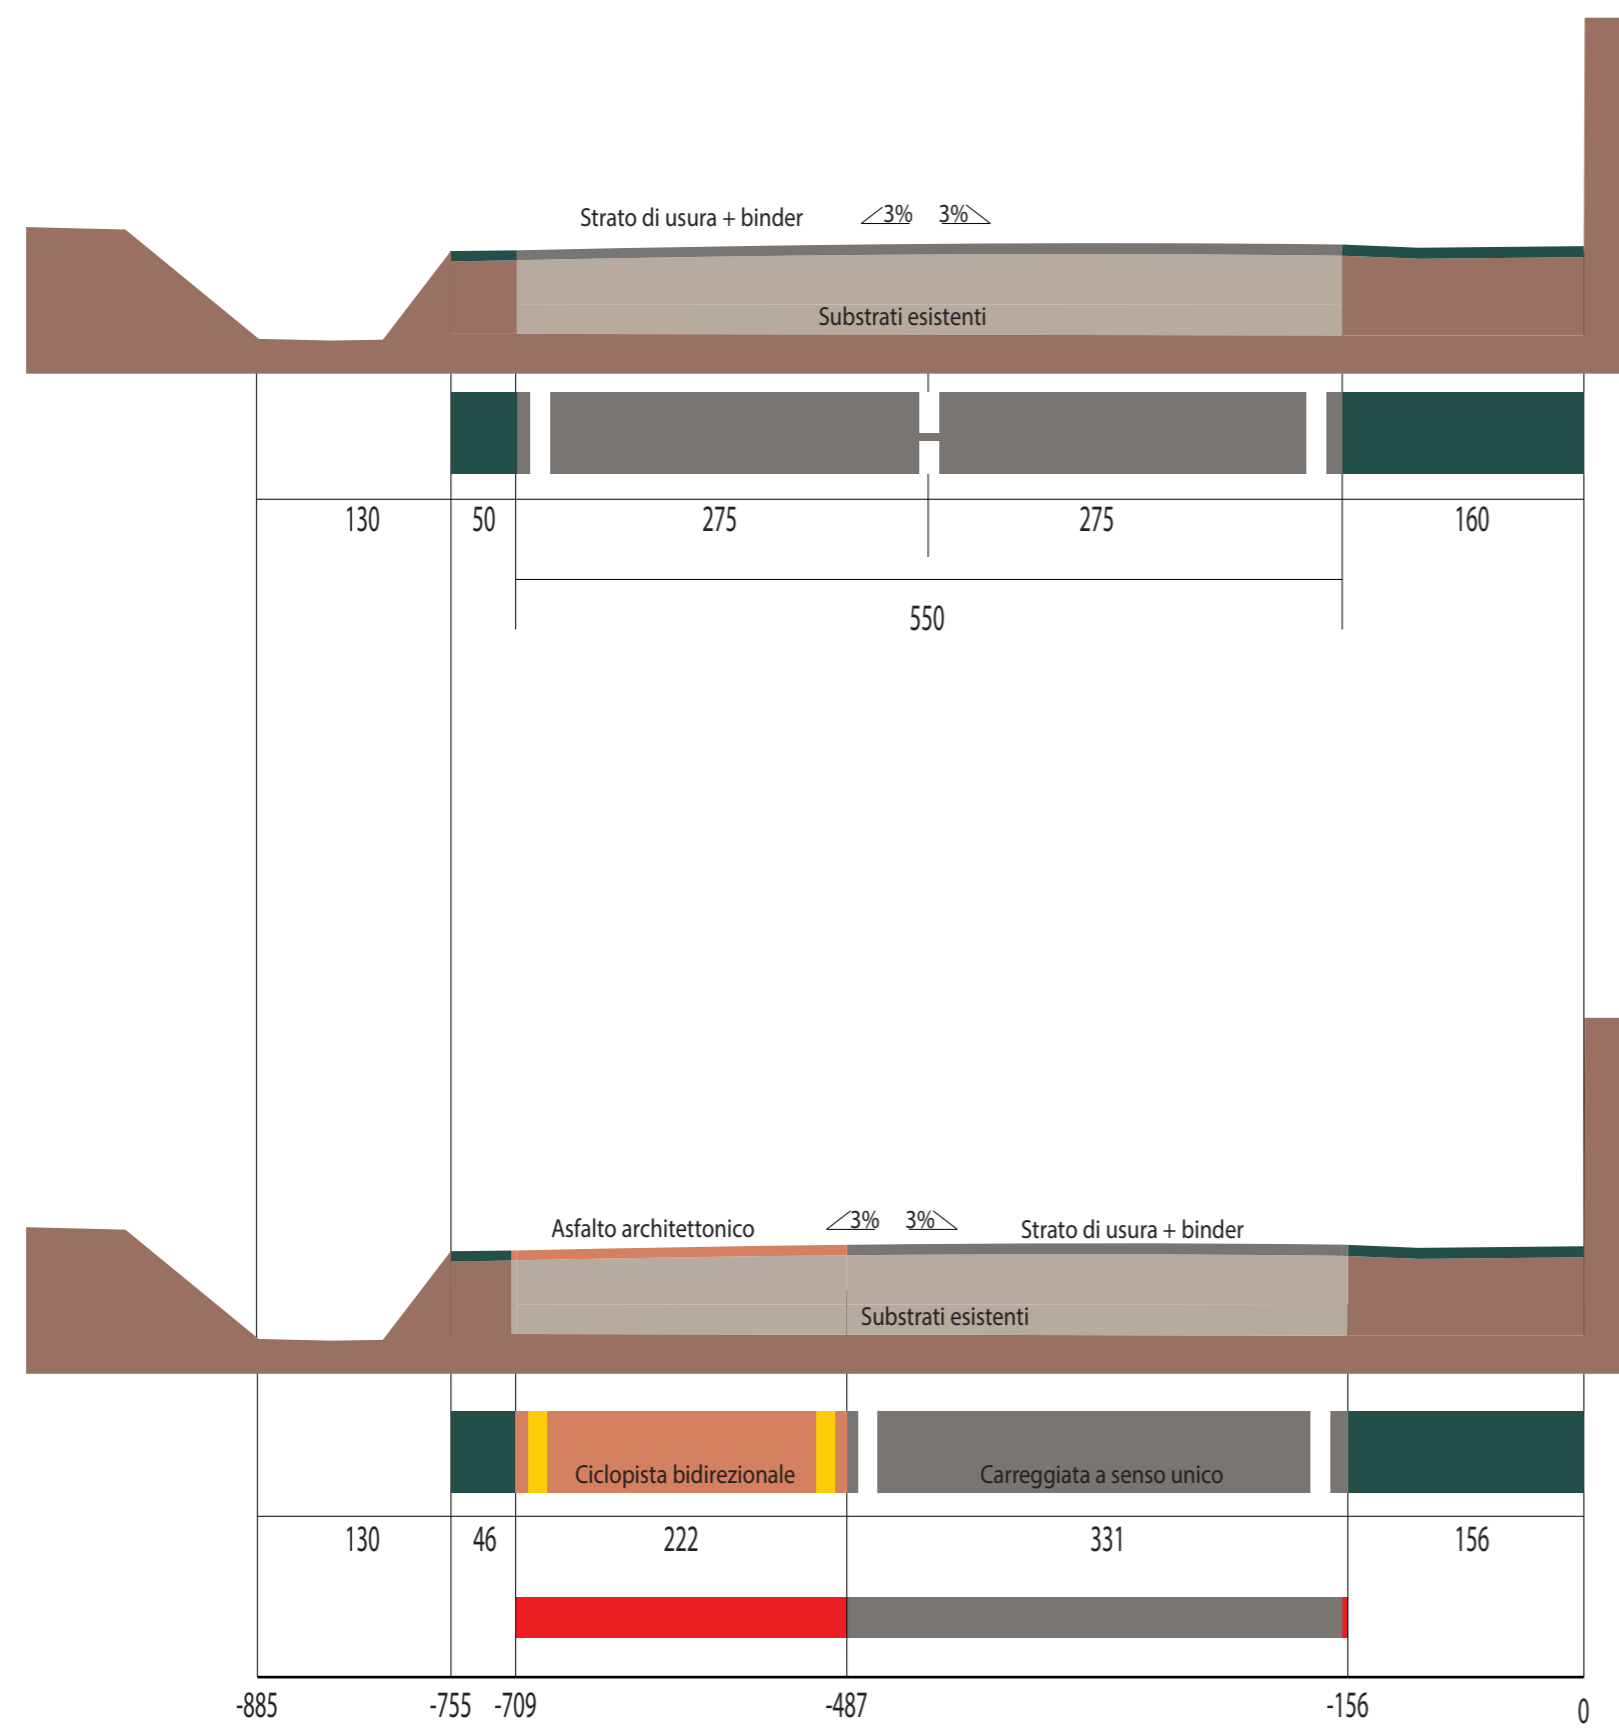 Strato di usura + binder 3% 3%
Substrati esistenti
130 50 275 275 160
550
Asfalto architettonico 3% 3% Strato di usura + binder
Substrati esistenti
Ciclopista bidirezionale Carreggiata a senso unico
130 46 222 331 156
-885 -755 -709 -487 -156 0